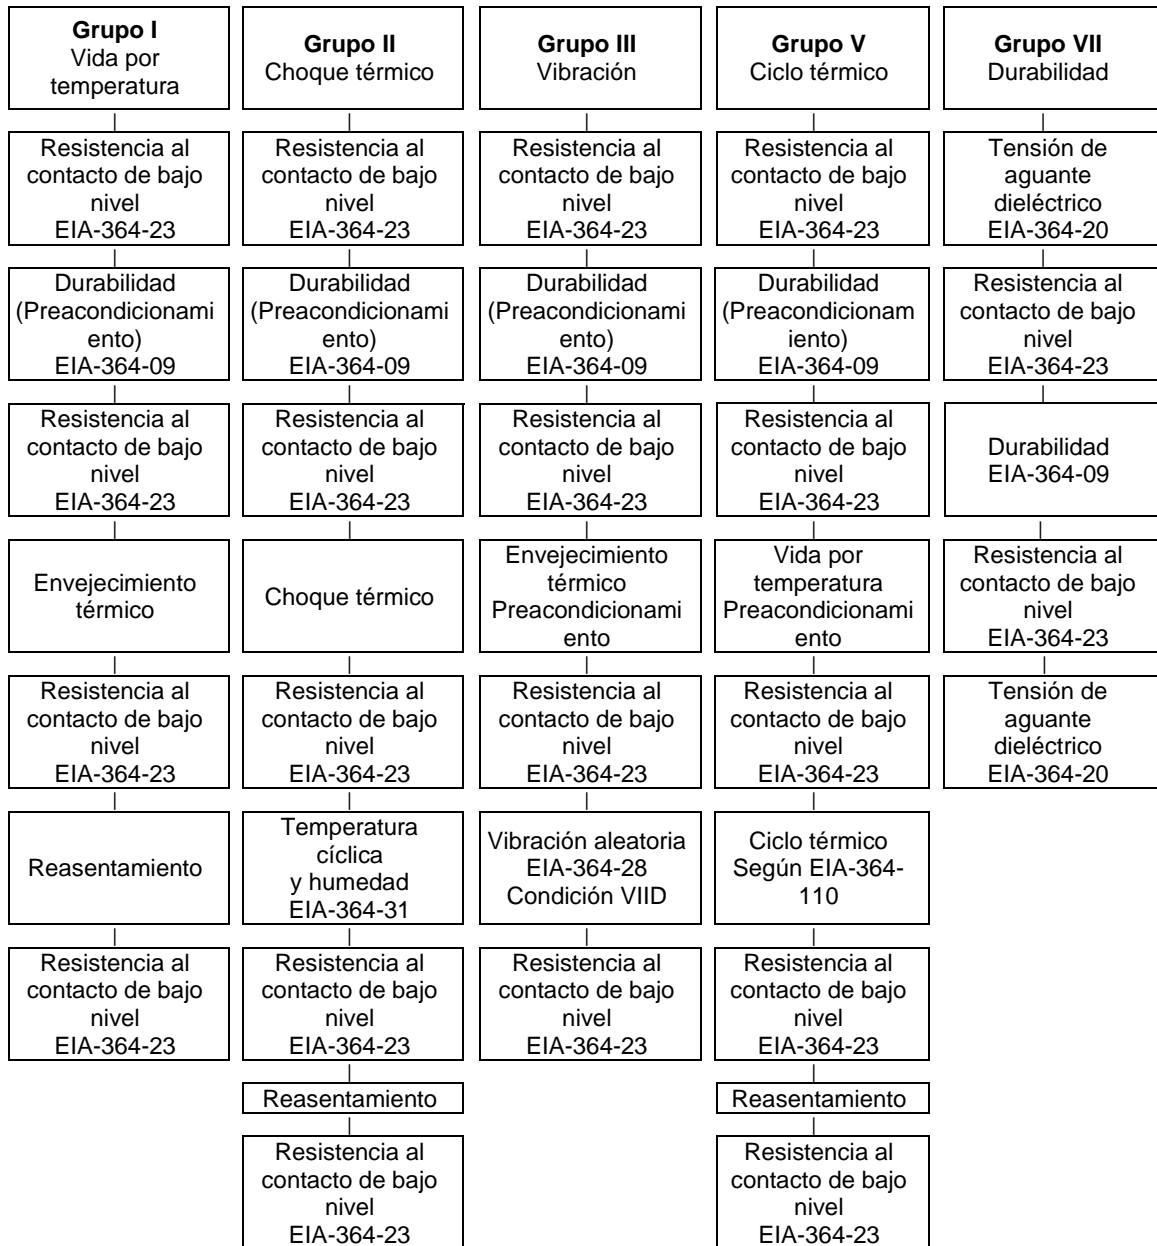 Grupo I
Vida por
temperatura
Resistencia al
contacto de bajo
nivel
EIA-364-23
Durabilidad
(Preacondicionami
ento)
EIA-364-09
Resistencia al
contacto de bajo
nivel
EIA-364-23
Envejecimiento
térmico
Resistencia al
contacto de bajo
nivel
EIA-364-23
Reasentamiento
Resistencia al
contacto de bajo
nivel
EIA-364-23
Grupo II
Choque térmico
Resistencia al
contacto de bajo
nivel
EIA-364-23
Durabilidad
(Preacondicionami
ento)
EIA-364-09
Resistencia al
contacto de bajo
nivel
EIA-364-23
Choque térmico
Resistencia al
contacto de bajo
nivel
EIA-364-23
Temperatura
cíclica
y humedad
EIA-364-31
Resistencia al
contacto de bajo
nivel
EIA-364-23
Reasentamiento
Resistencia al
contacto de bajo
nivel
EIA-364-23
Grupo III
Vibración
Resistencia al
contacto de bajo
nivel
EIA-364-23
Durabilidad
(Preacondicionami
ento)
EIA-364-09
Resistencia al
contacto de bajo
nivel
EIA-364-23
Envejecimiento
térmico
Preacondicionami
ento
Resistencia al
contacto de bajo
nivel
EIA-364-23
Vibración aleatoria
EIA-364-28
Condición VIID
Resistencia al
contacto de bajo
nivel
EIA-364-23
Grupo V
Ciclo térmico
Resistencia al
contacto de bajo
nivel
EIA-364-23
Durabilidad
(Preacondicionam
iento)
EIA-364-09
Resistencia al
contacto de bajo
nivel
EIA-364-23
Vida por
temperatura
Preacondicionami
ento
Resistencia al
contacto de bajo
nivel
EIA-364-23
Ciclo térmico
Según EIA-364-
110
Resistencia al
contacto de bajo
nivel
EIA-364-23
Reasentamiento
Resistencia al
contacto de bajo
nivel
EIA-364-23
Grupo VII
Durabilidad
Tensión de
aguante
dieléctrico
EIA-364-20
Resistencia al
contacto de bajo
nivel
EIA-364-23
Durabilidad
EIA-364-09
Resistencia al
contacto de bajo
nivel
EIA-364-23
Tensión de
aguante
dieléctrico
EIA-364-20